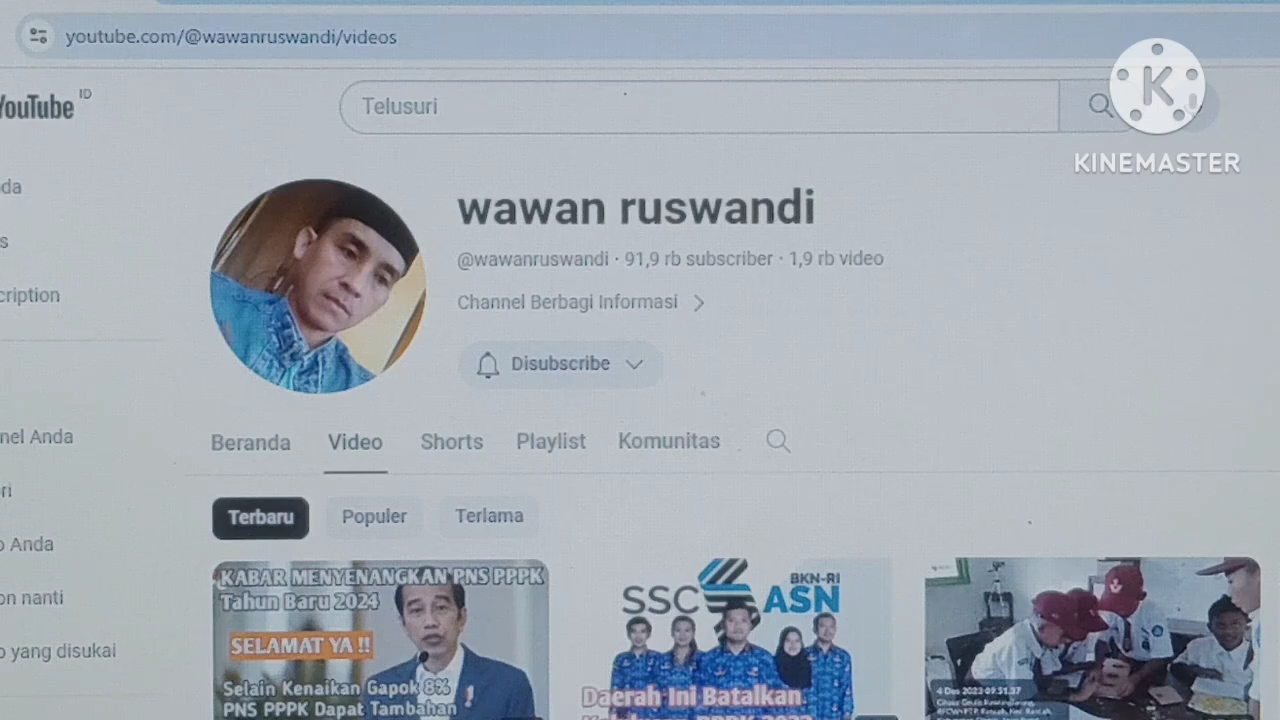 youtube.com/@wawanruswandi/videos
YouTube ID
Telusuri
KINEMASTER
wawan ruswandi
@wawanruswandi · 91,9 rb subscriber · 1,9 rb video
Channel Berbagi Informasi
Disubscribe
cription
nel Anda
Anda
on nanti
yang disukai
Beranda Video Shorts Playlist Komunitas
Terbaru Populer Terlama
KABAR MENYENANGKAN PNS PPPK
Tahun Baru 2024
SELAMAT YA !!
Selain Kenaikan Gapok 8%
PNS PPPK Dapat Tambahan
BKN-RI
SSC ASN
Daerah Ini Batalkan
4 Des 2023 09.51.37